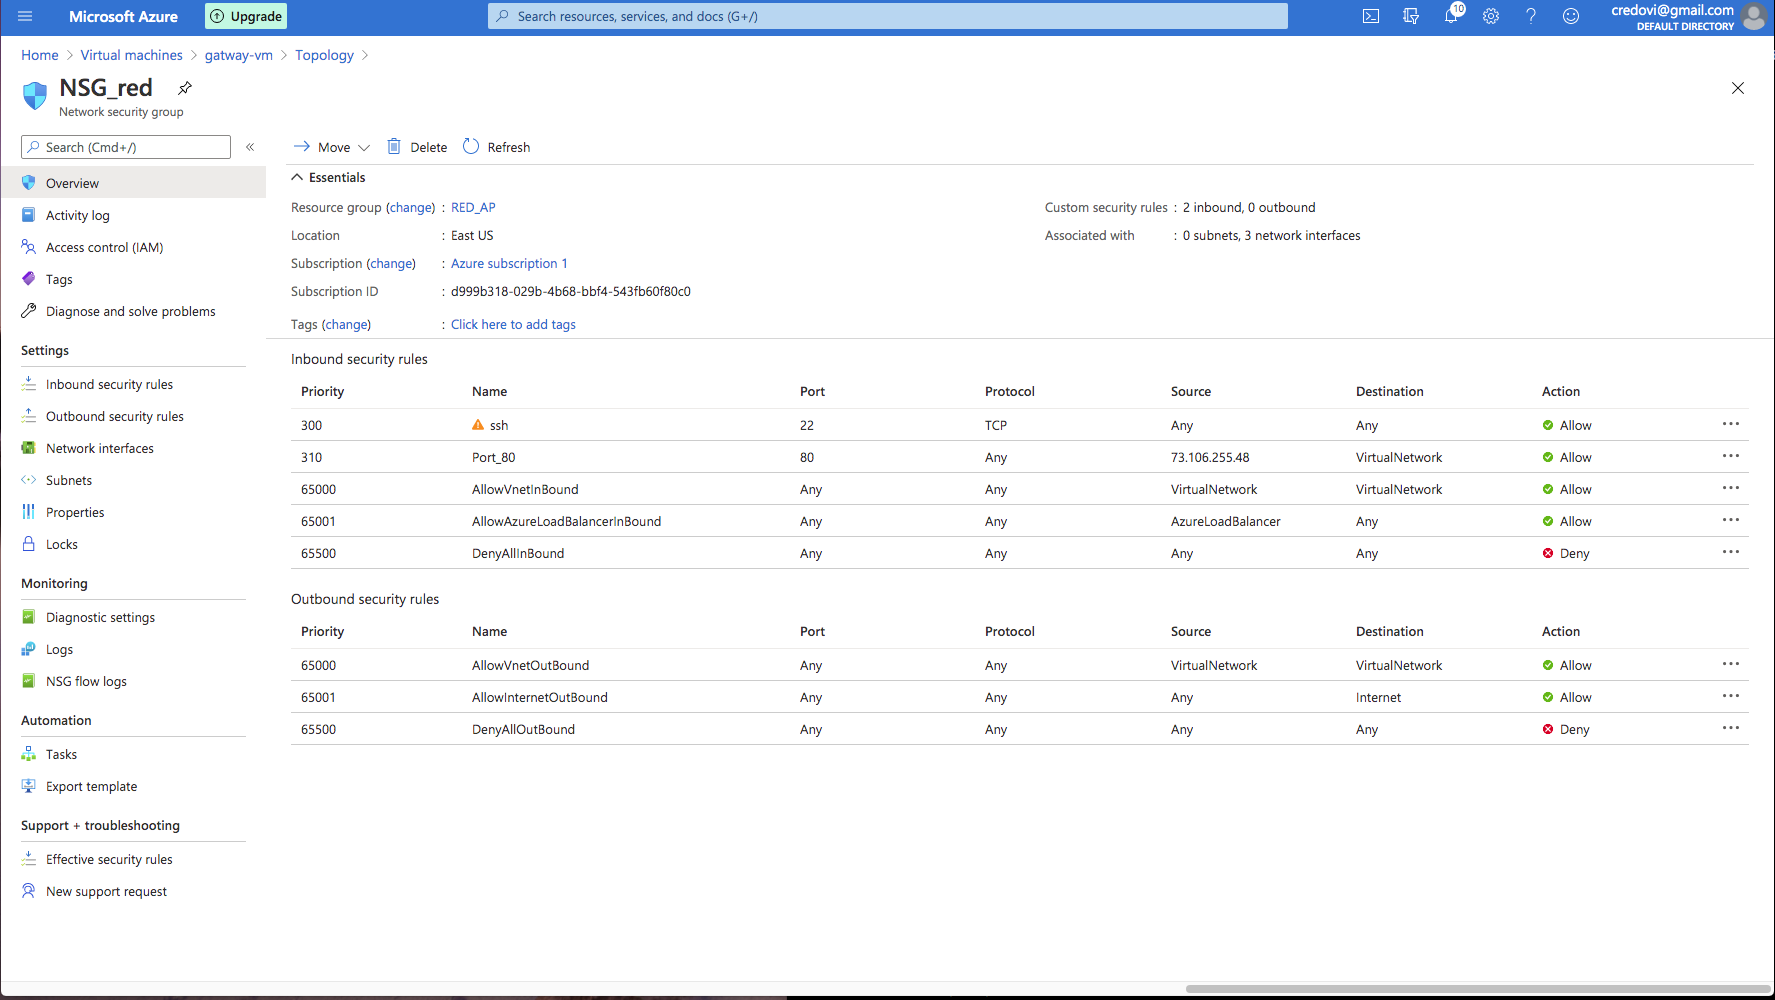 Microsoft Azure
Upgrade
Search resources, services, and docs (G+/)
10
credovi@gmail.com
DEFAULT DIRECTORY
Home > Virtual machines > gatway-vm > Topology >
NSG_red
Network security group
Search (Cmd+/)
«
Move
Delete
Refresh
Overview
Activity log
Access control (IAM)
Tags
Diagnose and solve problems
Settings
Inbound security rules
Outbound security rules
Network interfaces
Subnets
Properties
Locks
Monitoring
Diagnostic settings
Logs
NSG flow logs
Automation
Tasks
Export template
Support + troubleshooting
Effective security rules
New support request
Essentials
Resource group (change) : RED_AP
Location : East US
Subscription (change) : Azure subscription 1
Subscription ID : d999b318-029b-4b68-bbf4-543fb60f80c0
Tags (change) : Click here to add tags
Custom security rules : 2 inbound, 0 outbound
Associated with : 0 subnets, 3 network interfaces
Inbound security rules
Priority Name Port Protocol Source Destination Action
300 ssh 22 TCP Any Any Allow ...
310 Port_80 80 Any 73.106.255.48 VirtualNetwork Allow ...
65000 AllowVnetInBound Any Any VirtualNetwork VirtualNetwork Allow ...
65001 AllowAzureLoadBalancerInBound Any Any AzureLoadBalancer Any Allow ...
65500 DenyAllInBound Any Any Any Any Deny ...
Outbound security rules
Priority Name Port Protocol Source Destination Action
65000 AllowVnetOutBound Any Any VirtualNetwork VirtualNetwork Allow ...
65001 AllowInternetOutBound Any Any Any Internet Allow ...
65500 DenyAllOutBound Any Any Any Any Deny ...